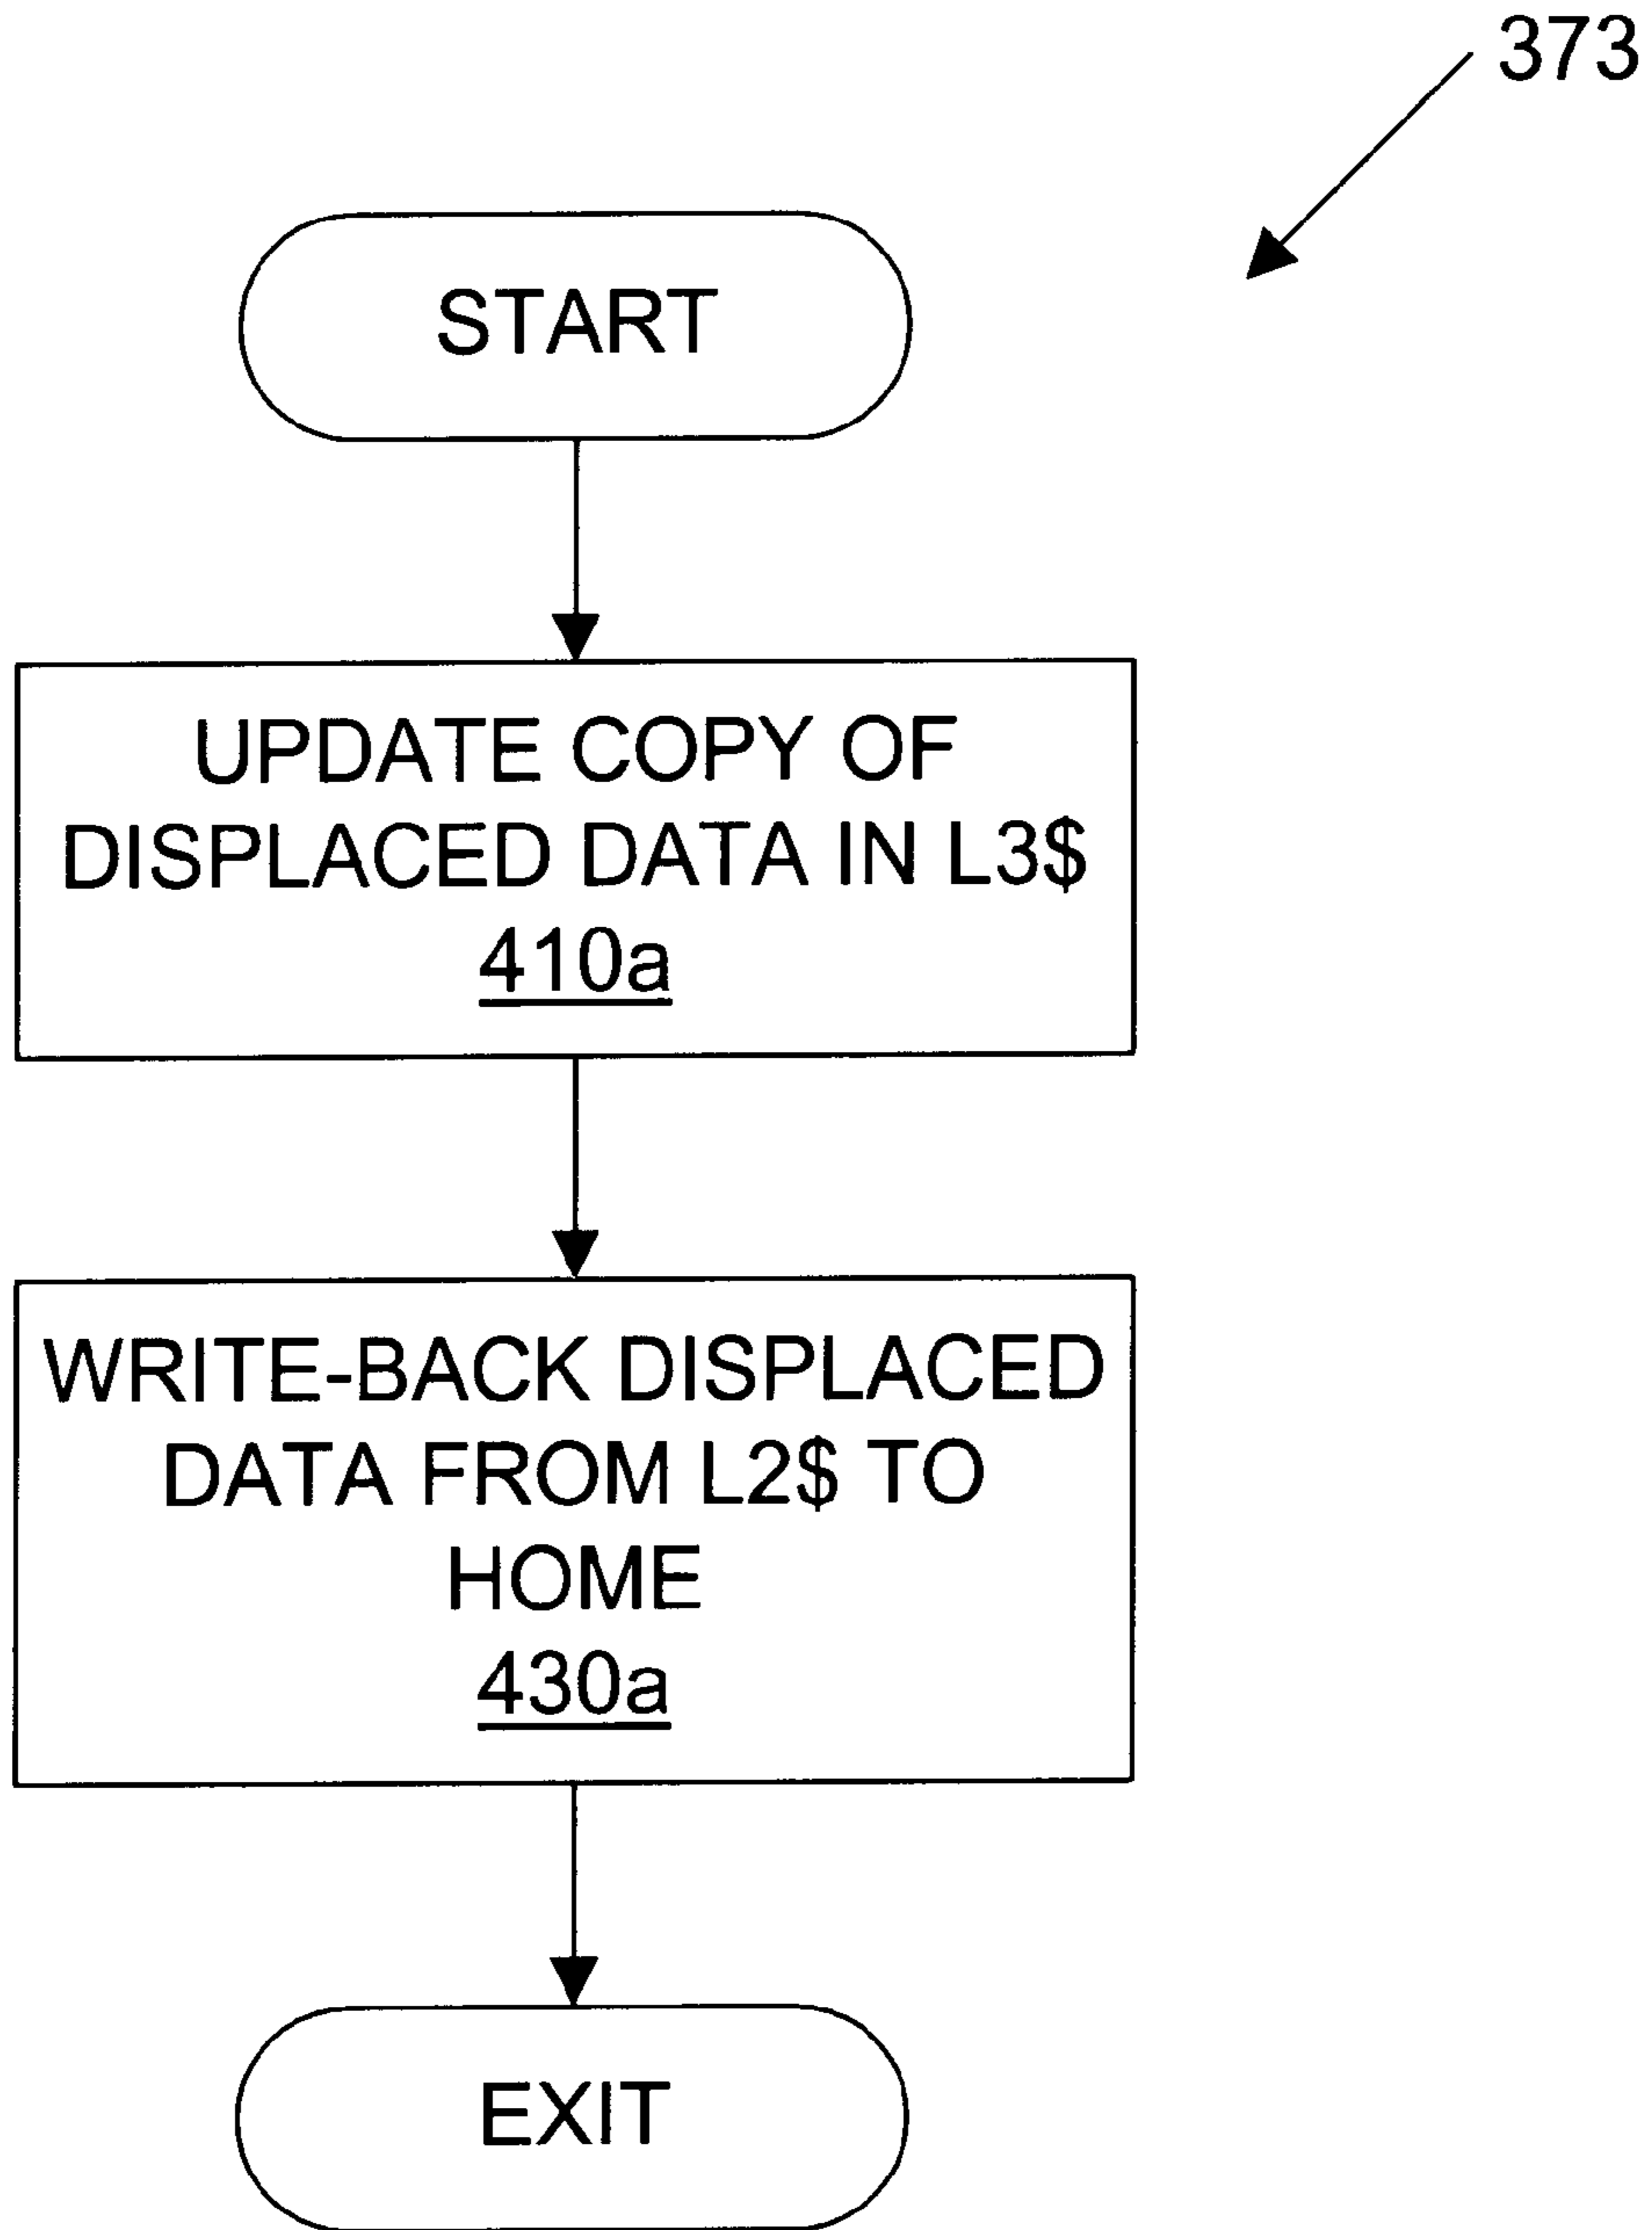 373
START
UPDATE COPY OF
DISPLACED DATA IN L3$
410a
WRITE-BACK DISPLACED
DATA FROM L2$ TO
HOME
430a
EXIT